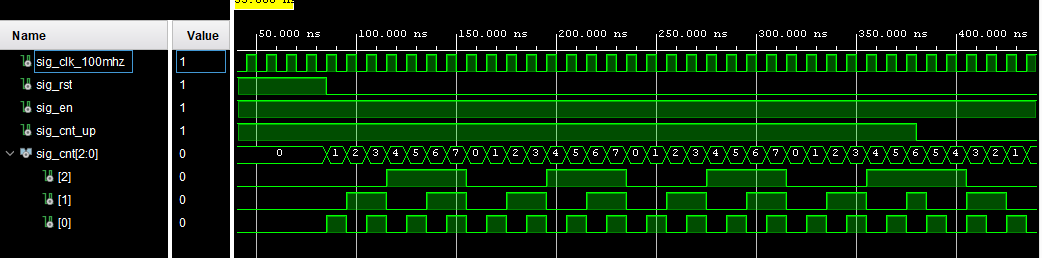 Name Value 50.000 ns 100.000 ns 150.000 ns 200.000 ns 250.000 ns 300.000 ns 350.000 ns 400.000 ns
sig_clk_100mhz 1
sig_rst 1
sig_en 1
sig_cnt_up 1
sig_cnt[2:0] 0 0 1 2 3 4 5 6 7 0 1 2 3 4 5 6 7 0 1 2 3 4 5 6 7 0 1 2 3 4 5 6 5 4 3 2 1
[2] 0
[1] 0
[0] 0